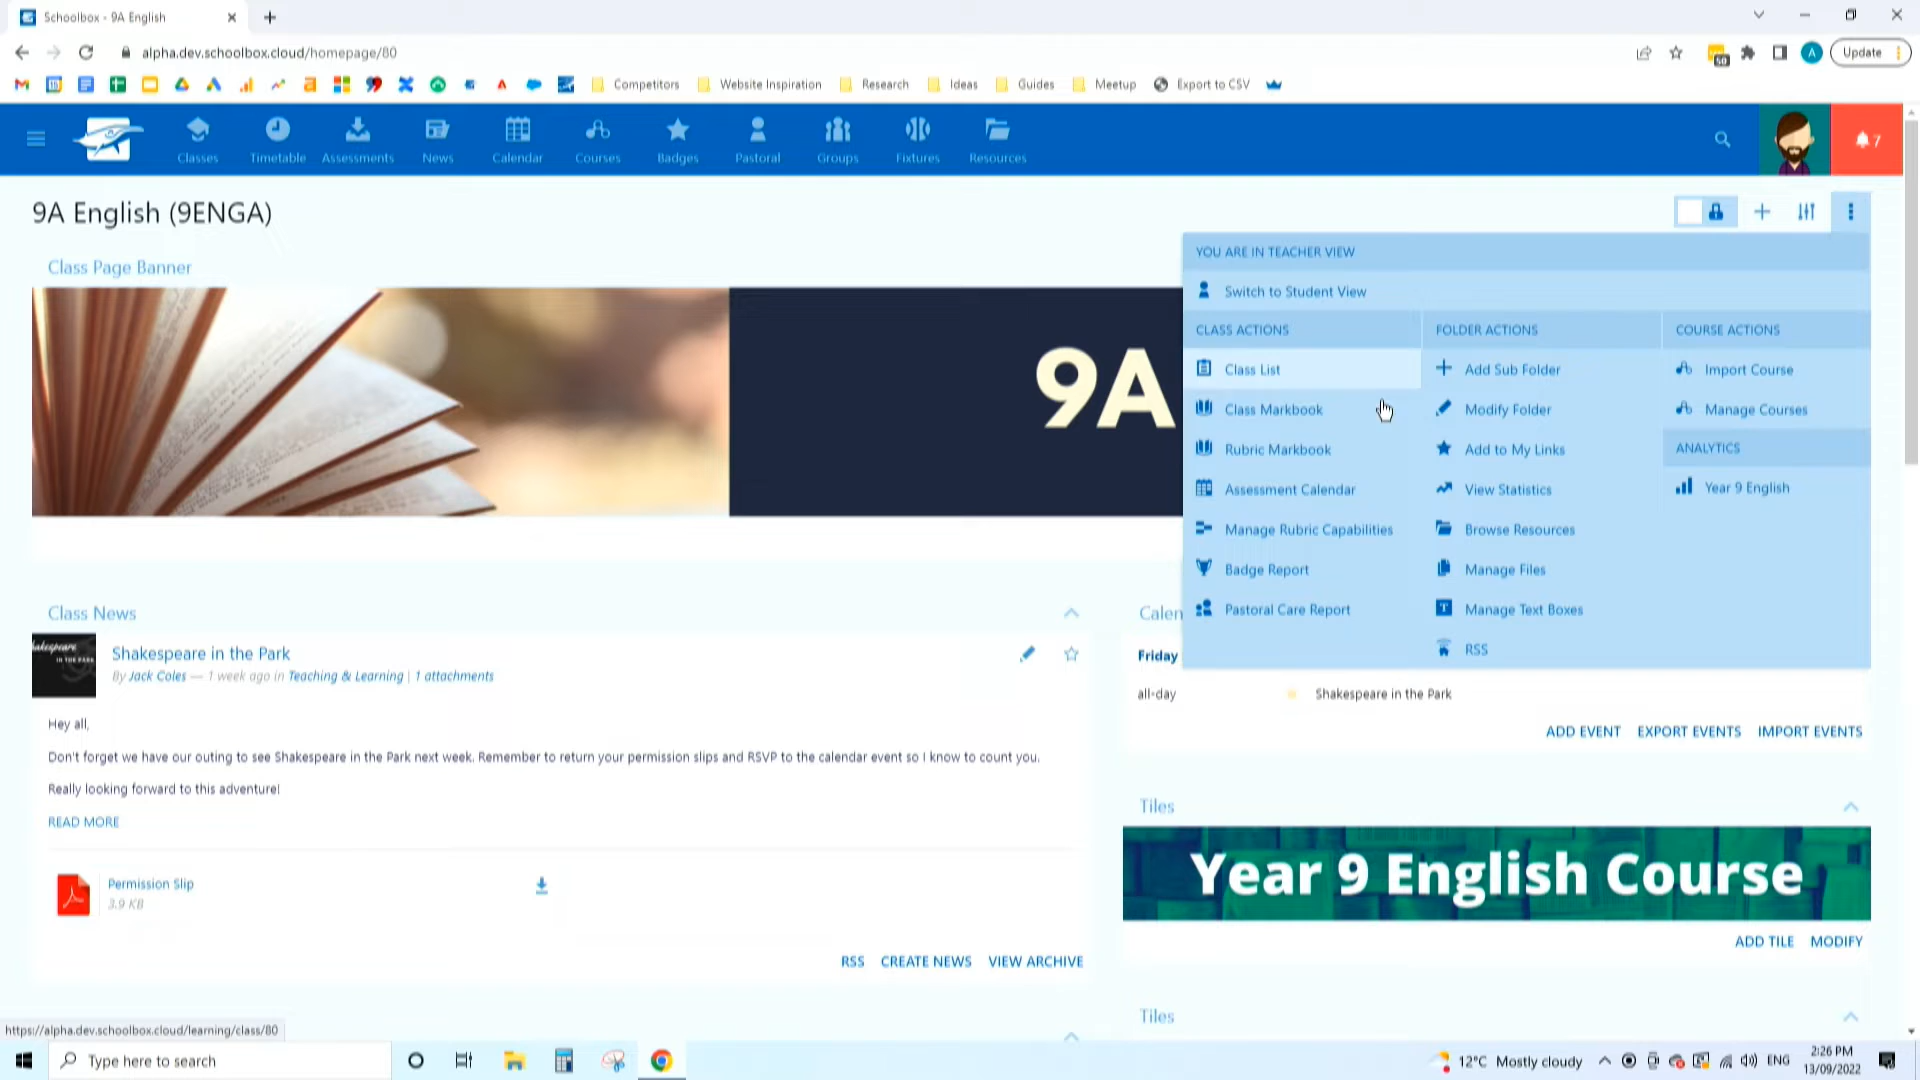 Schoolbox - 9A English
alpha.dev.schoolbox.cloud/homepage/80
Update
50
A
Competitors
Website Inspiration
Research
Ideas
Guides
Meetup
Export to CSV
Classes
Timetable
Assessments
News
Calendar
Courses
Badges
Pastoral
Groups
Fixtures
Resources
7
9A English (9ENGA)
Class Page Banner
9A
YOU ARE IN TEACHER VIEW
Switch to Student View
CLASS ACTIONS
Class List
Class Markbook
Rubric Markbook
Assessment Calendar
Manage Rubric Capabilities
Badge Report
Pastoral Care Report
FOLDER ACTIONS
Add Sub Folder
Modify Folder
Add to My Links
View Statistics
Browse Resources
Manage Files
Manage Text Boxes
RSS
COURSE ACTIONS
Import Course
Manage Courses
ANALYTICS
Year 9 English
Class News
Shakespeare in the Park
By Jack Coles — 1 week ago in Teaching & Learning | 1 attachments
Hey all,
Don't forget we have our outing to see Shakespeare in the Park next week. Remember to return your permission slips and RSVP to the calendar event so I know to count you.
Really looking forward to this adventure!
READ MORE
Permission Slip
3.9 KB
RSS CREATE NEWS VIEW ARCHIVE
Calen
Friday
all-day Shakespeare in the Park
ADD EVENT EXPORT EVENTS IMPORT EVENTS
Tiles
Year 9 English Course
ADD TILE MODIFY
Tiles
https://alpha.dev.schoolbox.cloud/learning/class/80
Type here to search
12°C Mostly cloudy
ENG
2:26 PM
13/09/2022